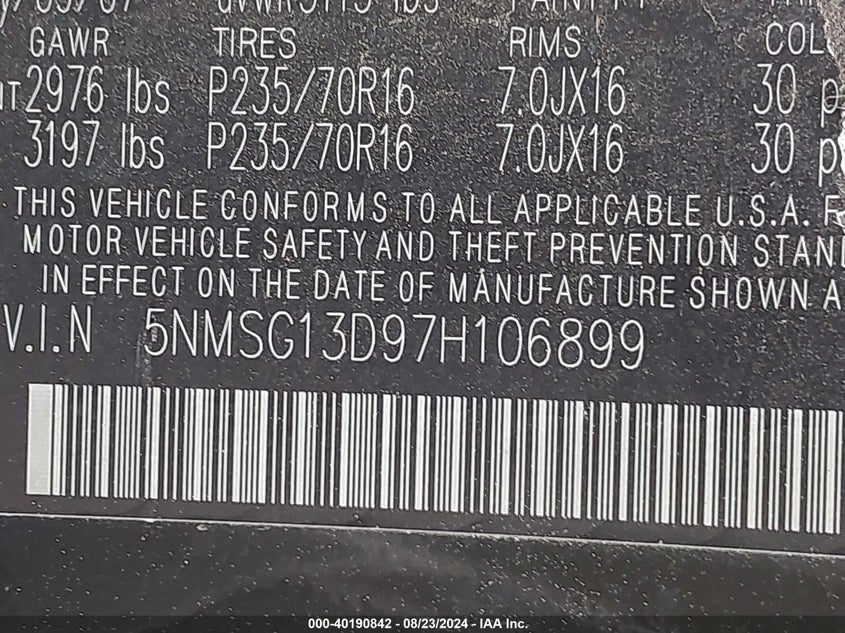 GAWR TIRES RIMS
2976 lbs P235/70R16 7.0JX16 30
3197 lbs P235/70R16 7.0JX16 30
THIS VEHICLE CONFORMS TO ALL APPLICABLE U.S.A.
MOTOR VEHICLE SAFETY AND THEFT PREVENTION
IN EFFECT ON THE DATE OF MANUFACTURE SHOWN
V.I.N 5NMSG13D97H106899
000-40190842 - 08/23/2024 - IAA Inc.